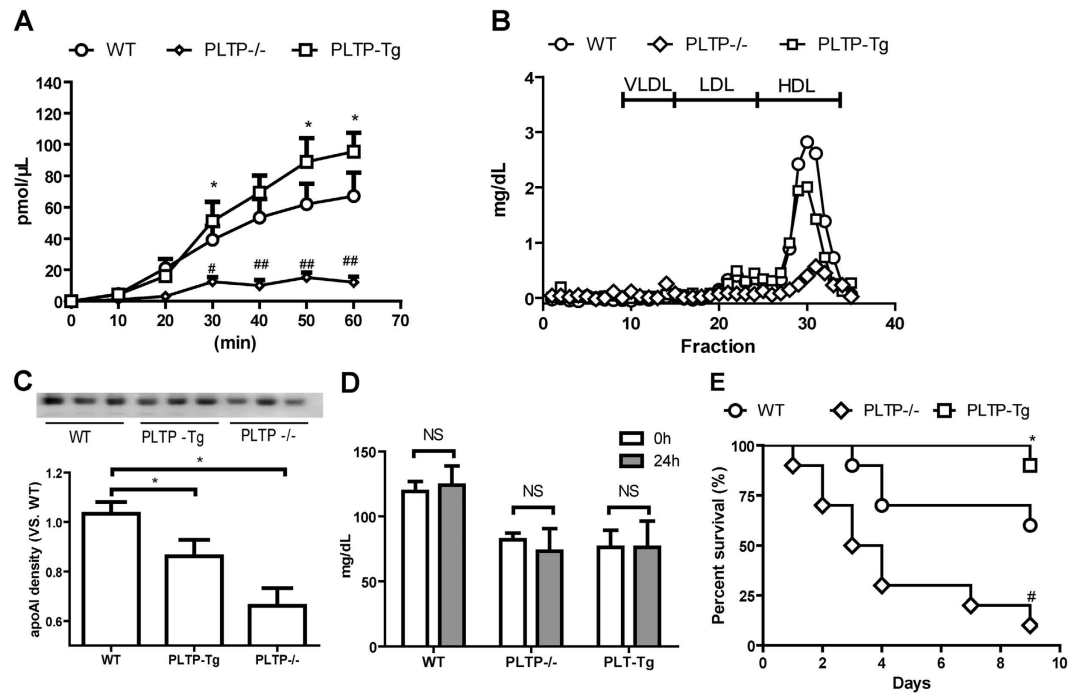 A
WT PLTP-/- PLTP-Tg
pmol/µL
140
120
100
80
60
40
20
0
* * *
# ## ## ##
0 10 20 30 40 50 60 70
(min)
B
WT PLTP-/- PLTP-Tg
VLDL LDL HDL
mg/dL
4
3
2
1
0
0 10 20 30 40
Fraction
C
WT PLTP -Tg PLTP -/-
apoAI density (VS. WT)
1.2
1.0
0.8
0.6
*
*
WT PLTP-Tg PLTP-/-
D
0h
24h
mg/dL
150
100
50
0
NS NS NS
WT PLTP-/- PLT-Tg
E
WT PLTP-/- PLTP-Tg
Percent survival (%)
100
75
50
25
0
*
#
0 2 4 6 8 10
Days